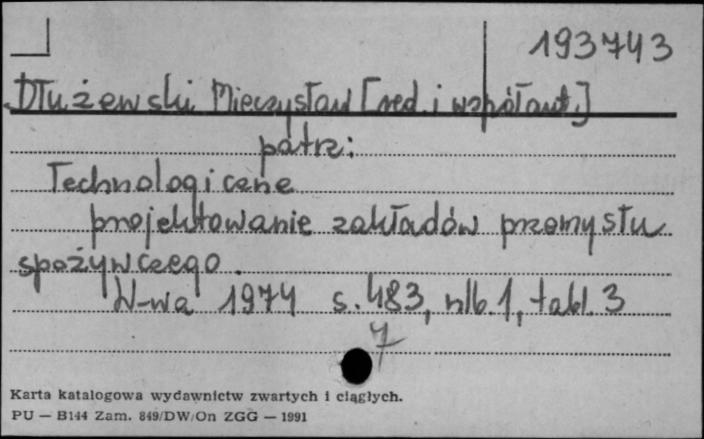 193743
Dłużewski Mieczysław [red. i współaut.]
patrz:
Technologiczne
projektowanie zakładów przemysłu
spożywczego.
W-wa 1974 s. 483, nlb. 1, tabl. 3
7
Karta katalogowa wydawnictw zwartych i ciągłych.
PU — B144 Zam. 849/DW/On ZGG — 1991